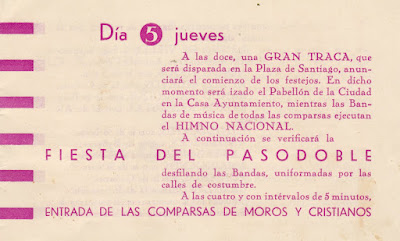 Día 5 jueves
A las doce, una GRAN TRACA, que
será disparada en la Plaza de Santiago, anun-
ciará el comienzo de los festejos. En dicho
momento será izado el Pabellón de la Ciudad
en la Casa Ayuntamiento, mientras las Ban-
das de música de todas las comparsas ejecutan
el HIMNO NACIONAL.
A continuación se verificará la
FIESTA DEL PASODOBLE
desfilando las Bandas, uniformadas por las
calles de costumbre.
A las cuatro y con intérvalos de 5 minutos,
ENTRADA DE LAS COMPARSAS DE MOROS Y CRISTIANOS